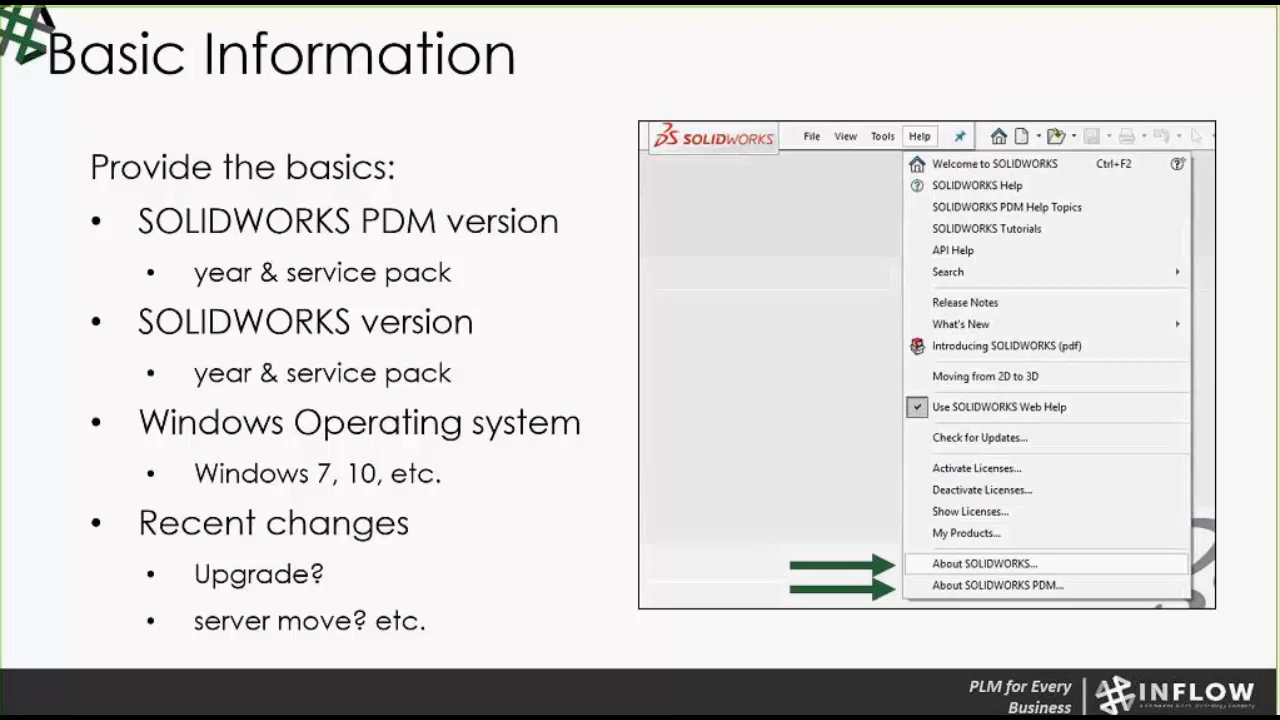 Basic Information
Provide the basics:
• SOLIDWORKS PDM version
• year & service pack
• SOLIDWORKS version
• year & service pack
• Windows Operating system
• Windows 7, 10, etc.
• Recent changes
• Upgrade?
• server move? etc.
SOLIDWORKS File View Tools Help
Welcome to SOLIDWORKS Ctrl+F2
SOLIDWORKS Help
SOLIDWORKS PDM Help Topics
SOLIDWORKS Tutorials
API Help
Search
Release Notes
What's New
Introducing SOLIDWORKS (pdf)
Moving from 2D to 3D
Use SOLIDWORKS Web Help
Check for Updates...
Activate Licenses...
Deactivate Licenses...
Show Licenses...
My Products...
About SOLIDWORKS...
About SOLIDWORKS PDM...
PLM for Every
Business
INFLOW